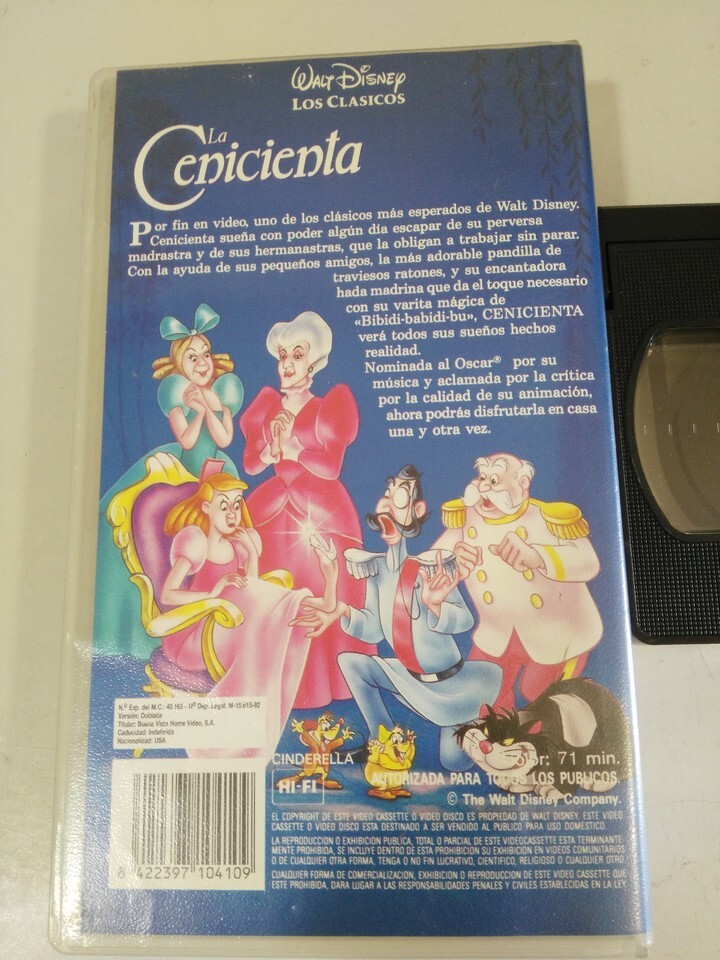 WALT DISNEY
LOS CLASICOS
La
Cenicienta
Por fin en video, uno de los clásicos más esperados de Walt Disney.
Cenicienta sueña con poder algún día escapar de su perversa
madrastra y de sus hermanastras, que la obligan a trabajar sin parar.
Con la ayuda de sus pequeños amigos, la más adorable pandilla de
traviesos ratones, y su encantadora
hada madrina que da el toque necesario
con su varita mágica de
«Bibidi-babidi-bu», CENICIENTA
verá todos sus sueños hechos
realidad.
Nominada al Oscar® por su
música y aclamada por la crítica
por la calidad de su animación,
ahora podrás disfrutarla en casa
una y otra vez.
N.º Esp. del M.C: 40.165 - Nº Dep. Legal: M-15.615-92
Versión: Doblada
Titular: Buena Vista Home Video, S.A.
Caducidad: Indefinida
Nacionalidad: USA
CINDERELLA
Color: 71 min.
HI-FI
AUTORIZADA PARA TODOS LOS PUBLICOS.
© The Walt Disney Company.
EL COPYRIGHT DE ESTE VIDEO CASSETTE O VIDEO DISCO ES PROPIEDAD DE WALT DISNEY, ESTE VIDEO
CASSETTE O VIDEO DISCO ESTA DESTINADO A SER VENDIDO AL PUBLICO PARA USO DOMESTICO.
LA REPRODUCCION O EXHIBICION PUBLICA, TOTAL O PARCIAL DE ESTE VIDEOCASSETTE ESTA TERMINANTE-
MENTE PROHIBIDA, SE INCLUYE DENTRO DE ESTA PROHIBICION SU EXHIBICION EN VIDEOS COMUNITARIOS
O DE CUALQUIER OTRA FORMA, TENGA O NO FIN LUCRATIVO, CIENTIFICO, RELIGIOSO O CUALQUIER OTRO.
CUALQUIER FORMA DE COMERCIALIZACION, EXHIBICION O REPRODUCCION DE ESTE VIDEO CASSETTE QUE
ESTE PROHIBIDA, DARA LUGAR A LAS RESPONSABILIDADES PENALES Y CIVILES ESTABLECIDAS EN LA LEY.
8 422397 104109